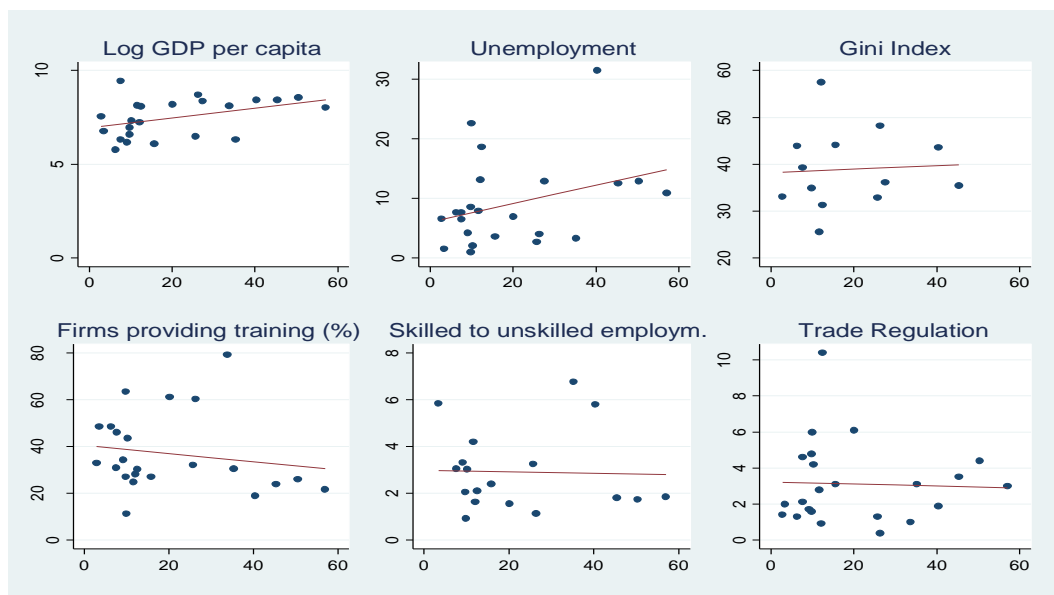 Log GDP per capita
Unemployment
Gini Index
10
5
0
0 20 40 60
30
20
10
0
0 20 40 60
60
50
40
30
20
0 20 40 60
Firms providing training (%)
Skilled to unskilled employm.
Trade Regulation
80
60
40
20
0
0 20 40 60
8
6
4
2
0
0 20 40 60
10
8
6
4
2
0
0 20 40 60